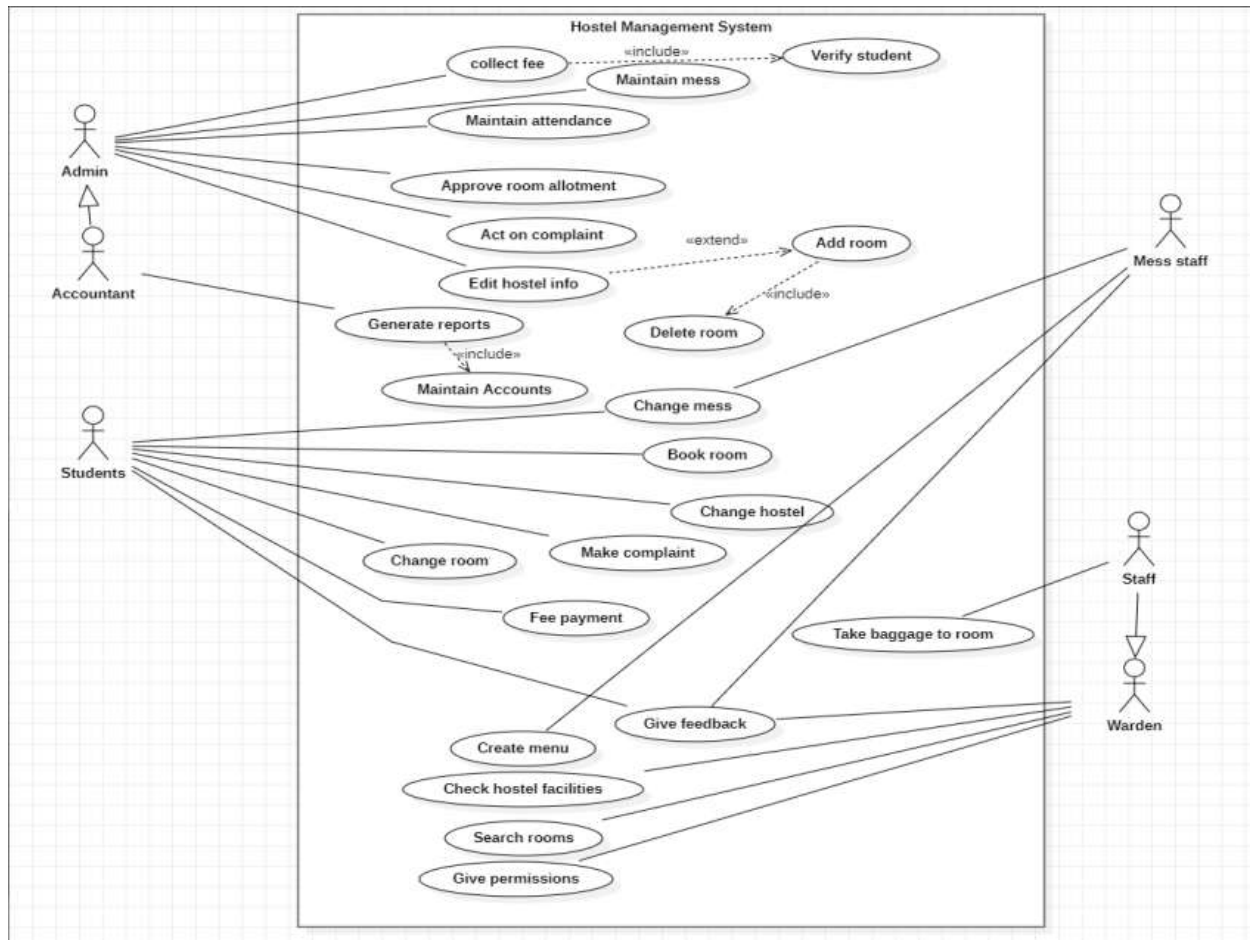 Hostel Management System
collect fee
«include»
Verify student
Maintain mess
Maintain attendance
Admin
Approve room allotment
Act on complaint
«extend»
Add room
Mess staff
Accountant
Edit hostel info
«include»
Generate reports
Delete room
«include»
Maintain Accounts
Change mess
Students
Book room
Change hostel
Change room
Make complaint
Staff
Fee payment
Take baggage to room
Give feedback
Warden
Create menu
Check hostel facilities
Search rooms
Give permissions